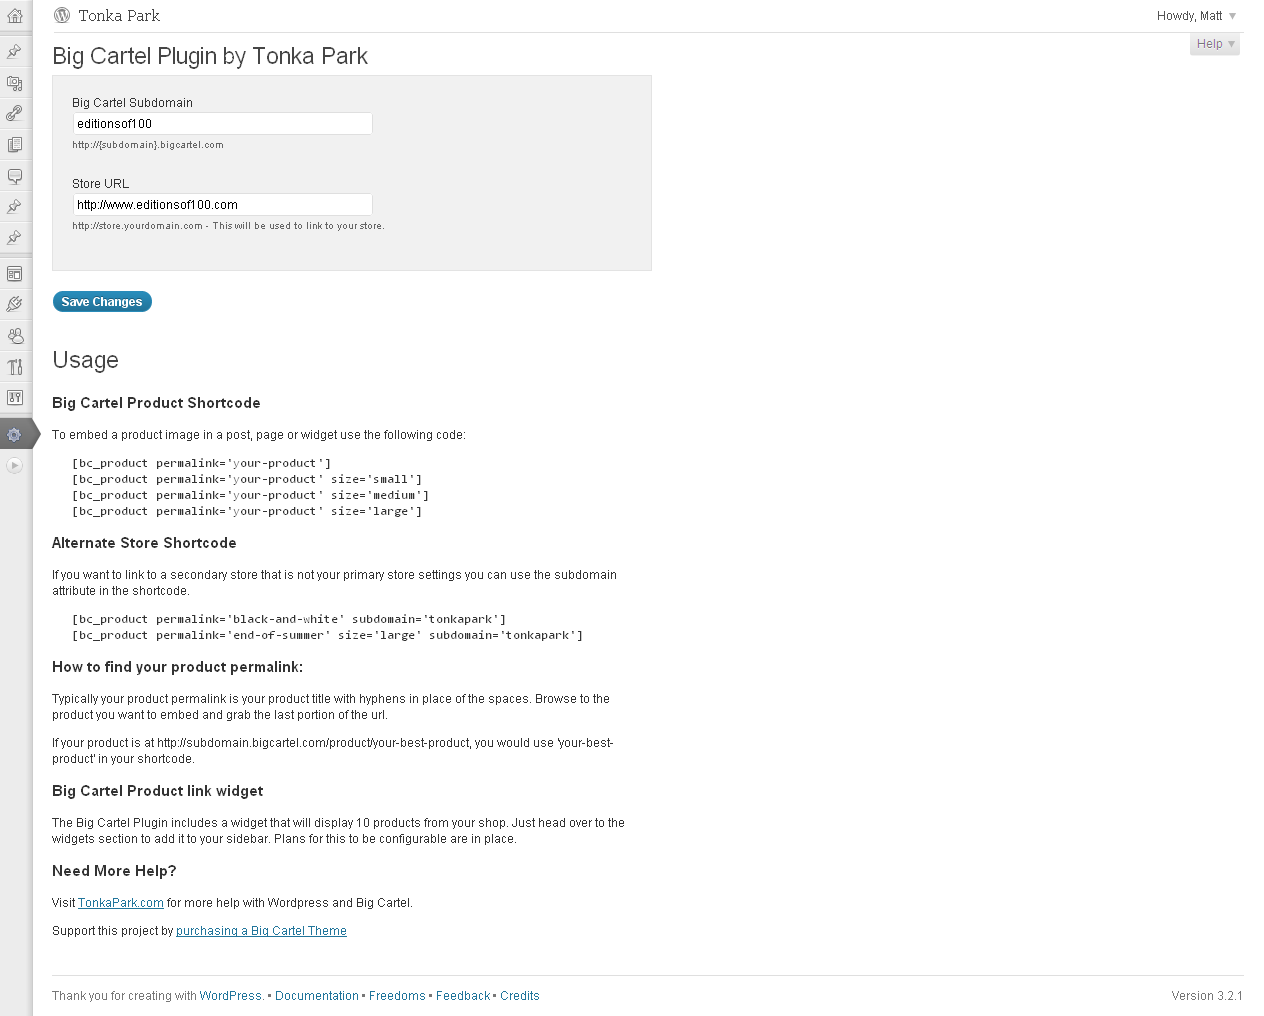 Tonka Park
Howdy, Matt
Help
Big Cartel Plugin by Tonka Park
Big Cartel Subdomain
editionsof100
http://{subdomain}.bigcartel.com
Store URL
http://www.editionsof100.com
http://store.yourdomain.com - This will be used to link to your store.
Save Changes
Usage
Big Cartel Product Shortcode
To embed a product image in a post, page or widget use the following code:
[bc_product permalink='your-product']
[bc_product permalink='your-product' size='small']
[bc_product permalink='your-product' size='medium']
[bc_product permalink='your-product' size='large']
Alternate Store Shortcode
If you want to link to a secondary store that is not your primary store settings you can use the subdomain
attribute in the shortcode.
[bc_product permalink='black-and-white' subdomain='tonkapark']
[bc_product permalink='end-of-summer' size='large' subdomain='tonkapark']
How to find your product permalink:
Typically your product permalink is your product title with hyphens in place of the spaces. Browse to the
product you want to embed and grab the last portion of the url.
If your product is at http://subdomain.bigcartel.com/product/your-best-product, you would use 'your-best-
product' in your shortcode.
Big Cartel Product link widget
The Big Cartel Plugin includes a widget that will display 10 products from your shop. Just head over to the
widgets section to add it to your sidebar. Plans for this to be configurable are in place.
Need More Help?
Visit TonkaPark.com for more help with Wordpress and Big Cartel.
Support this project by purchasing a Big Cartel Theme
Thank you for creating with WordPress. • Documentation • Freedoms • Feedback • Credits
Version 3.2.1